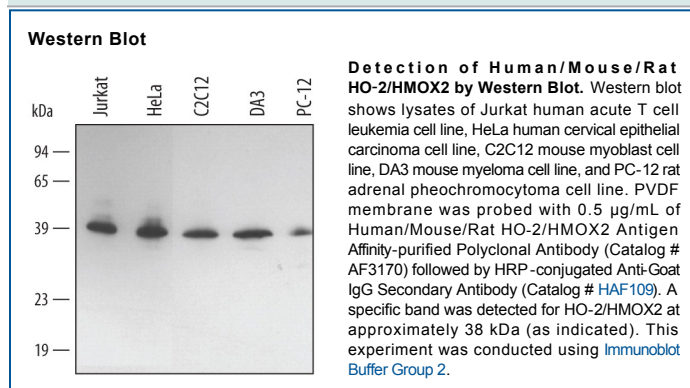 Western Blot
Jurkat
HeLa
C2C12
DA3
PC-12
kDa
94
65
39
23
19
Detection of Human/Mouse/Rat
HO-2/HMOX2 by Western Blot. Western blot
shows lysates of Jurkat human acute T cell
leukemia cell line, HeLa human cervical epithelial
carcinoma cell line, C2C12 mouse myoblast cell
line, DA3 mouse myeloma cell line, and PC-12 rat
adrenal pheochromocytoma cell line. PVDF
membrane was probed with 0.5 µg/mL of
Human/Mouse/Rat HO-2/HMOX2 Antigen
Affinity-purified Polyclonal Antibody (Catalog #
AF3170) followed by HRP-conjugated Anti-Goat
IgG Secondary Antibody (Catalog # HAF109). A
specific band was detected for HO-2/HMOX2 at
approximately 38 kDa (as indicated). This
experiment was conducted using Immunoblot
Buffer Group 2.